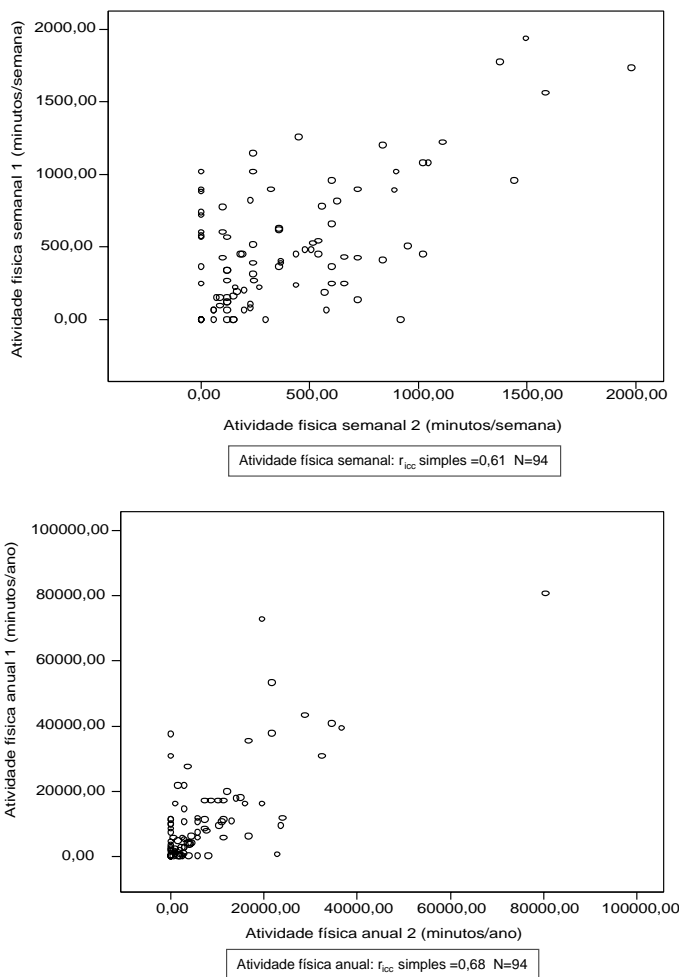 Atividade fisica semanal 1 (minutos/semana)
2000,00
1500,00
1000,00
500,00
0,00
0,00 500,00 1000,00 1500,00 2000,00
Atividade fisica semanal 2 (minutos/semana)
Atividade física semanal: ricc simples =0,61 N=94
Atividade física anual 1 (minutos/ano)
100000,00
80000,00
60000,00
40000,00
20000,00
0,00
0,00 20000,00 40000,00 60000,00 80000,00 100000,00
Atividade física anual 2 (minutos/ano)
Atividade física anual: ricc simples =0,68 N=94